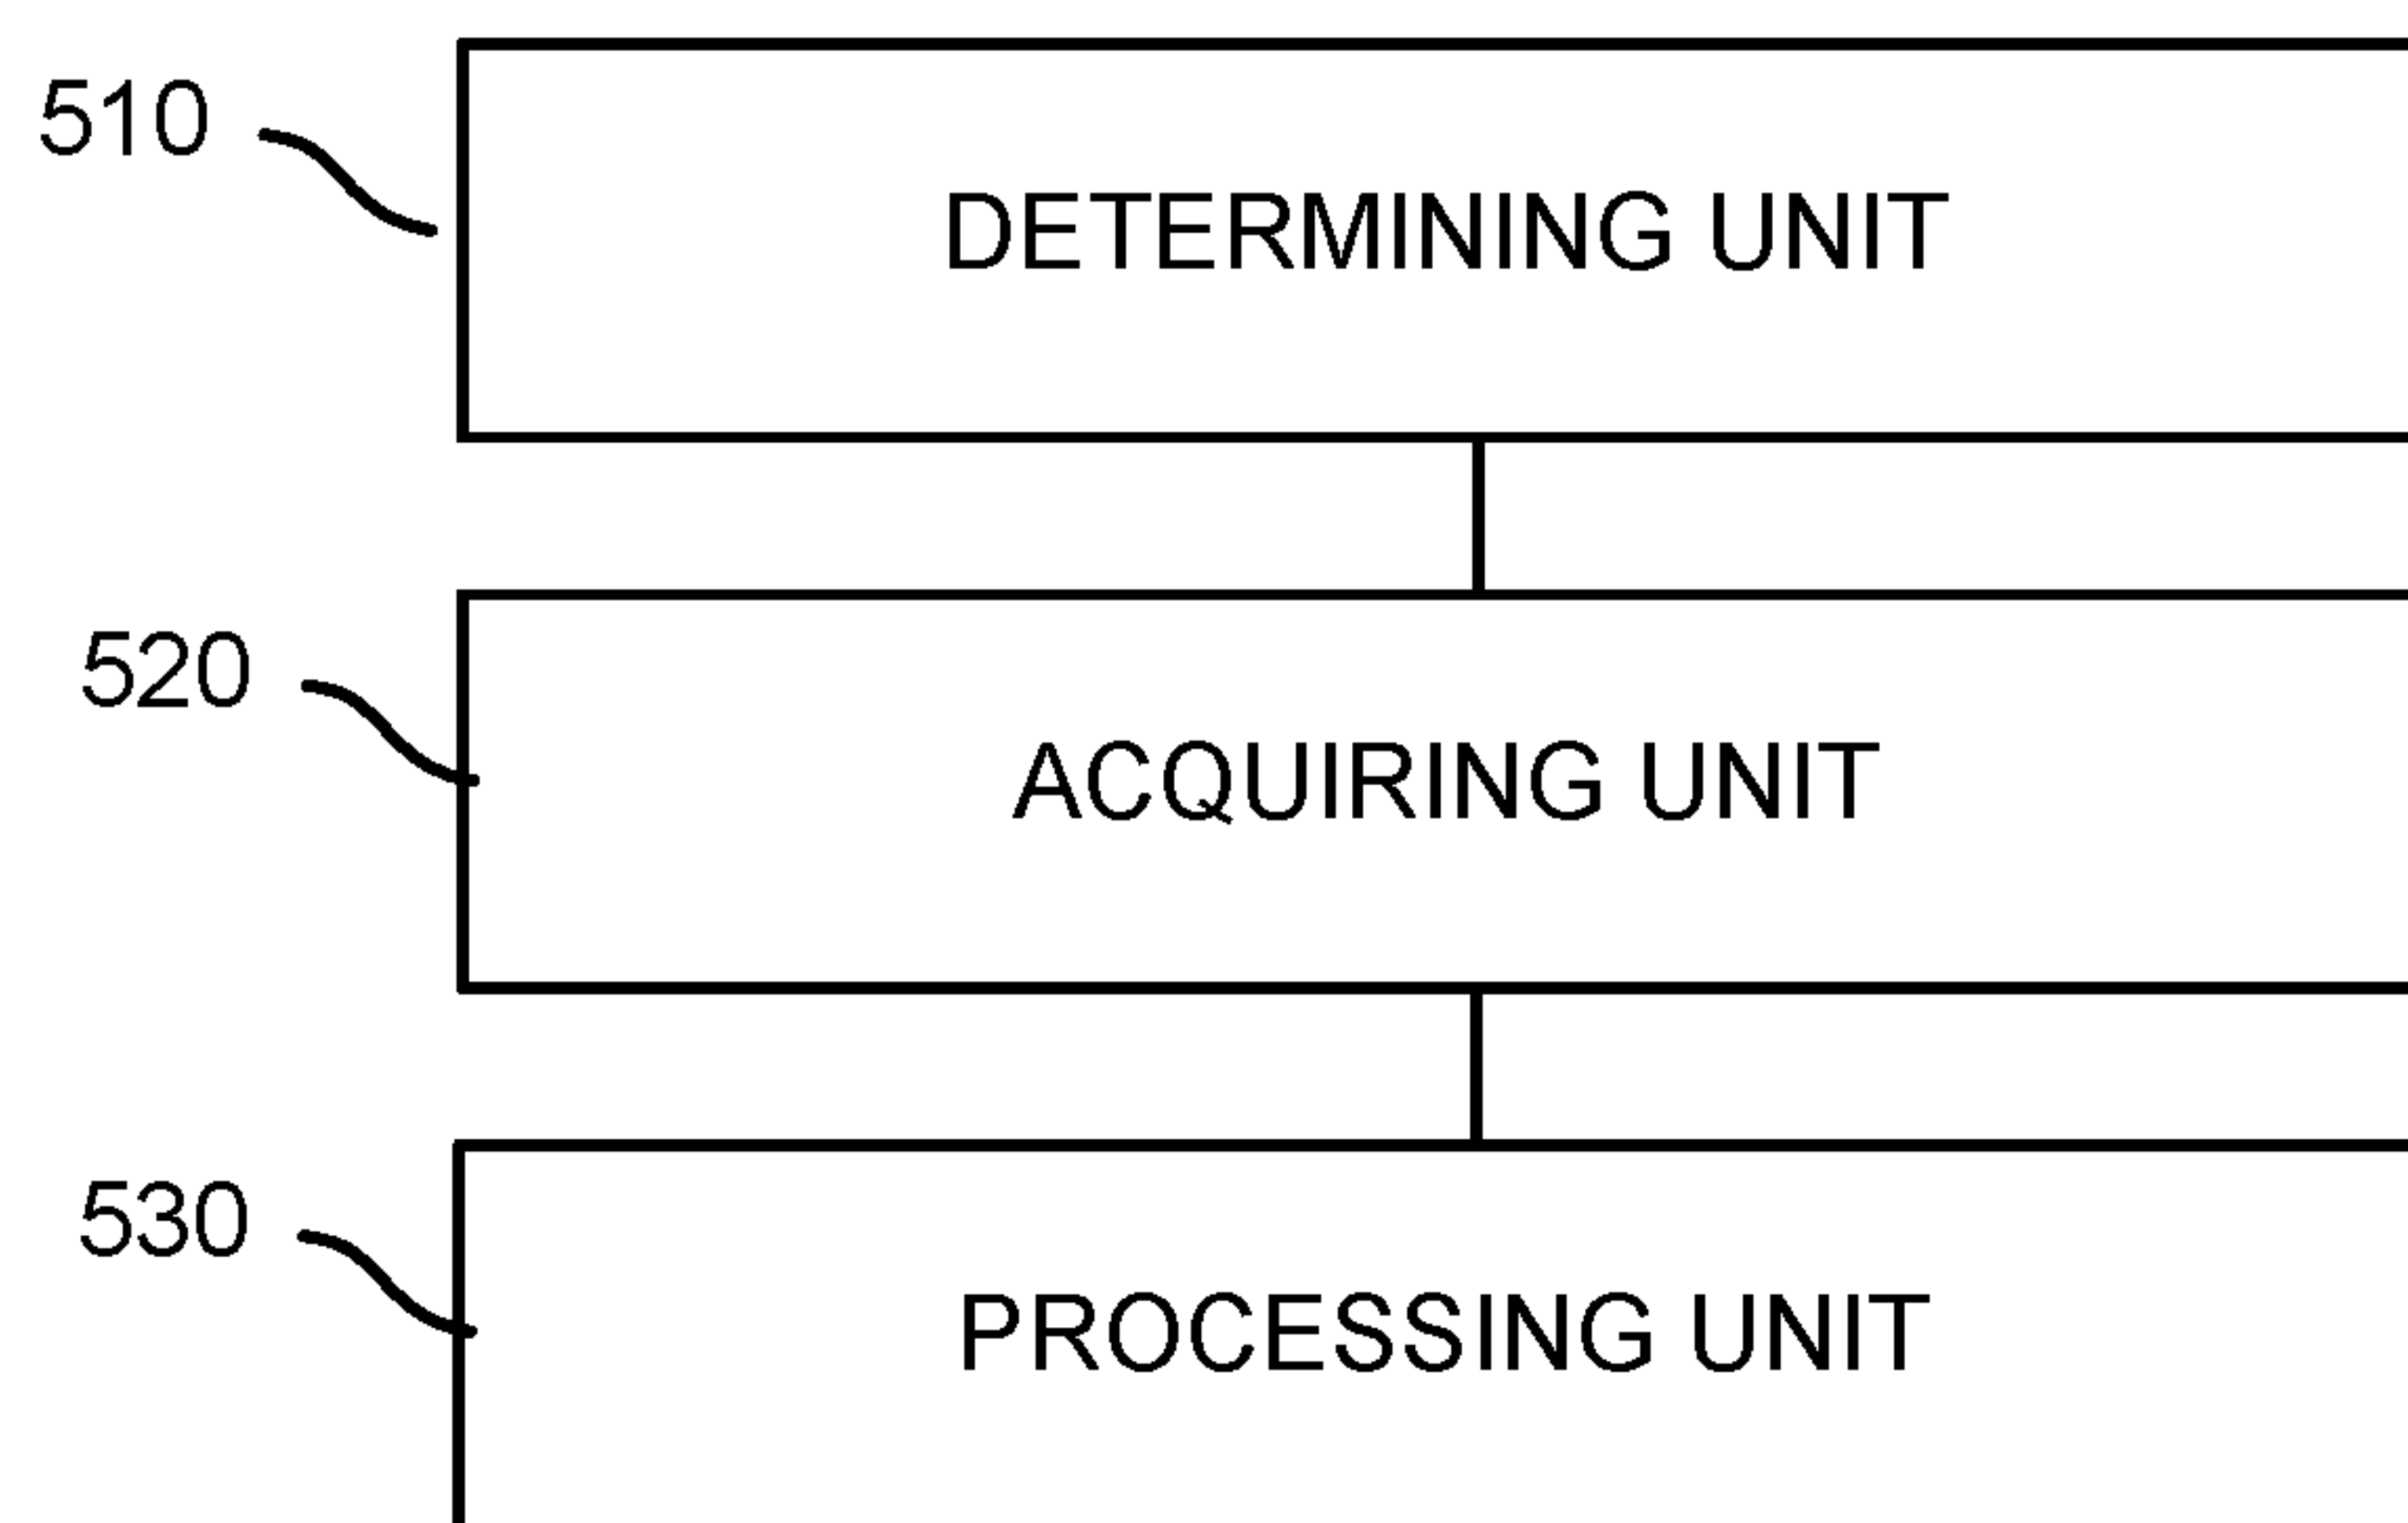 510
DETERMINING UNIT
520
ACQUIRING UNIT
530
PROCESSING UNIT